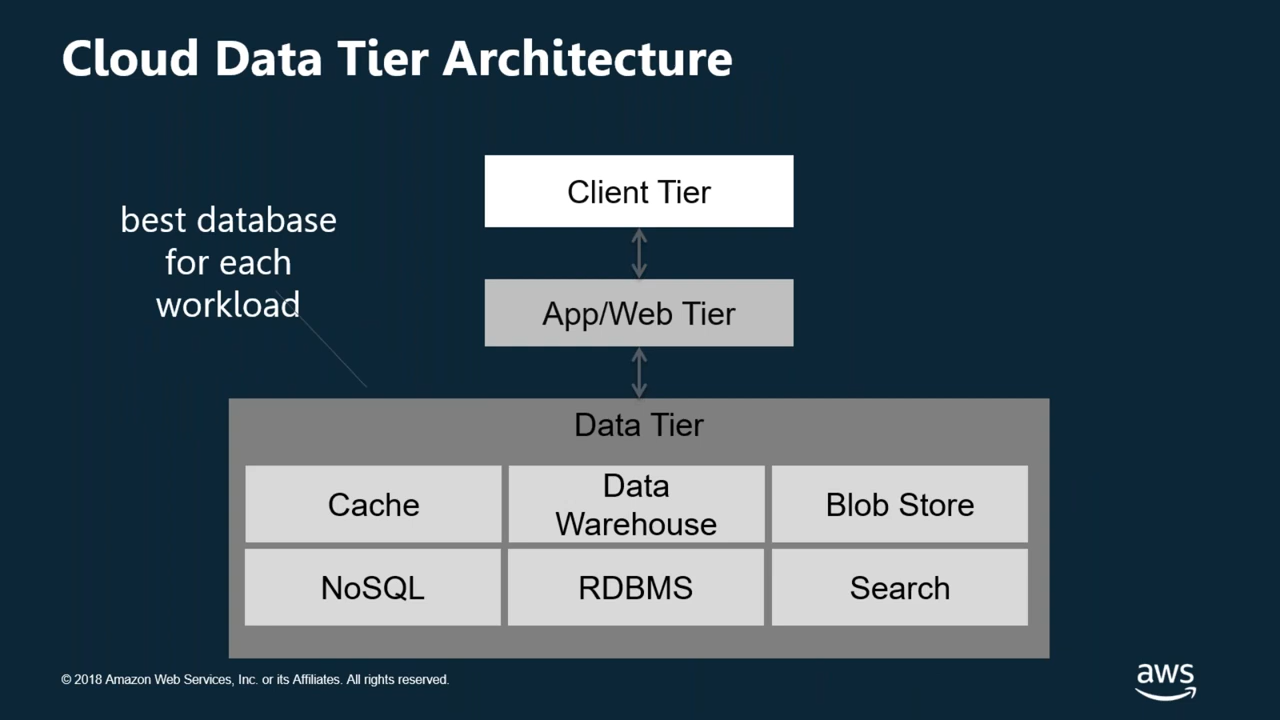 Cloud Data Tier Architecture
best database
for each
workload
Client Tier
App/Web Tier
Data Tier
Cache
Data
Warehouse
Blob Store
NoSQL
RDBMS
Search
© 2018 Amazon Web Services, Inc. or its Affiliates. All rights reserved.
aws